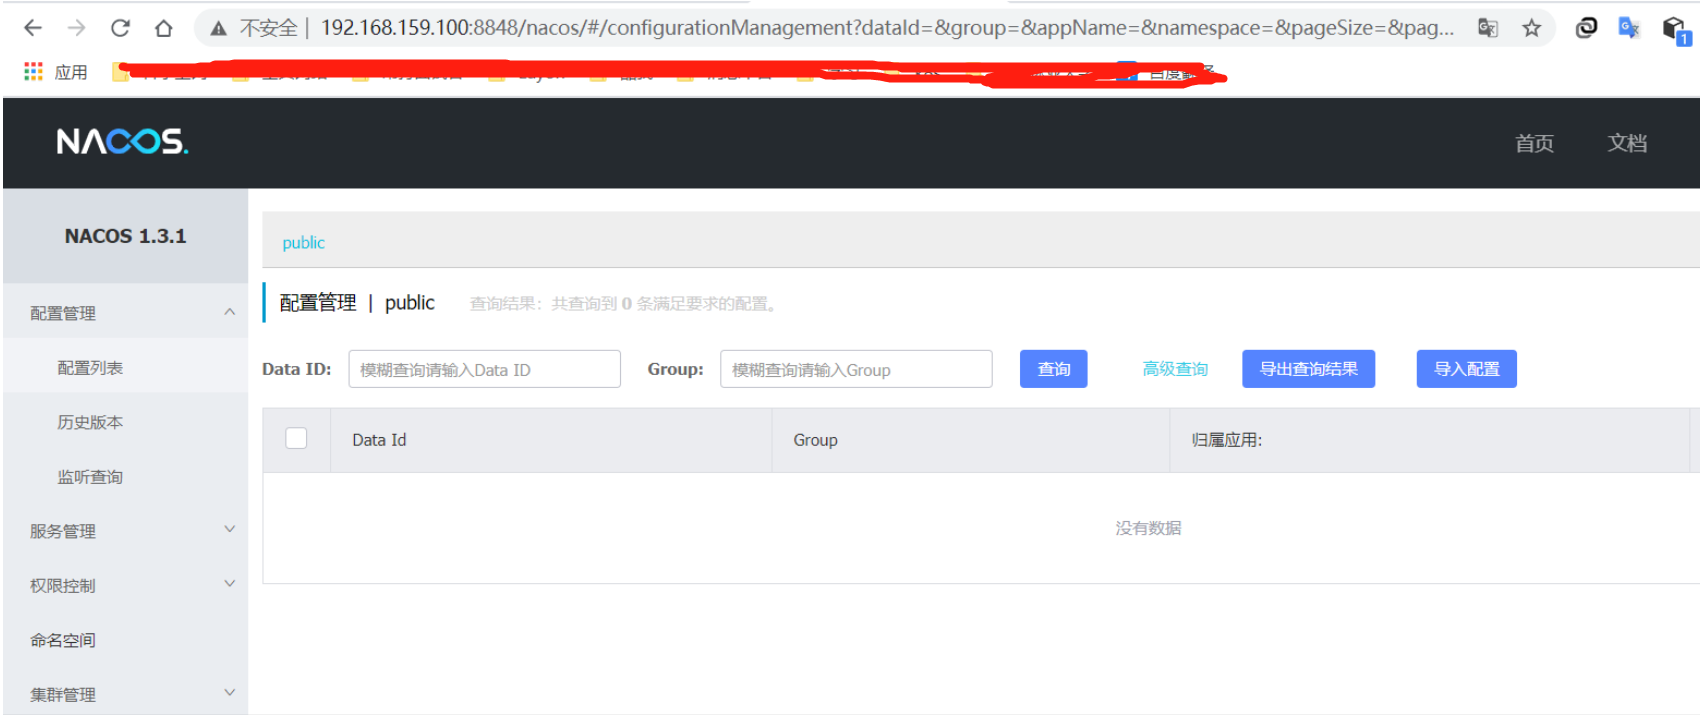 不安全 | 192.168.159.100:8848/nacos/#/configurationManagement?dataId=&group=&appName=&namespace=&pageSize=&pag...
1
应用
NACOS.
首页 文档
NACOS 1.3.1
public
配置管理 | public 查询结果：共查询到 0 条满足要求的配置。
配置管理
配置列表
历史版本
监听查询
服务管理
权限控制
命名空间
集群管理
Data ID: 模糊查询请输入Data ID Group: 模糊查询请输入Group 查询 高级查询 导出查询结果 导入配置
Data Id Group 归属应用:
没有数据